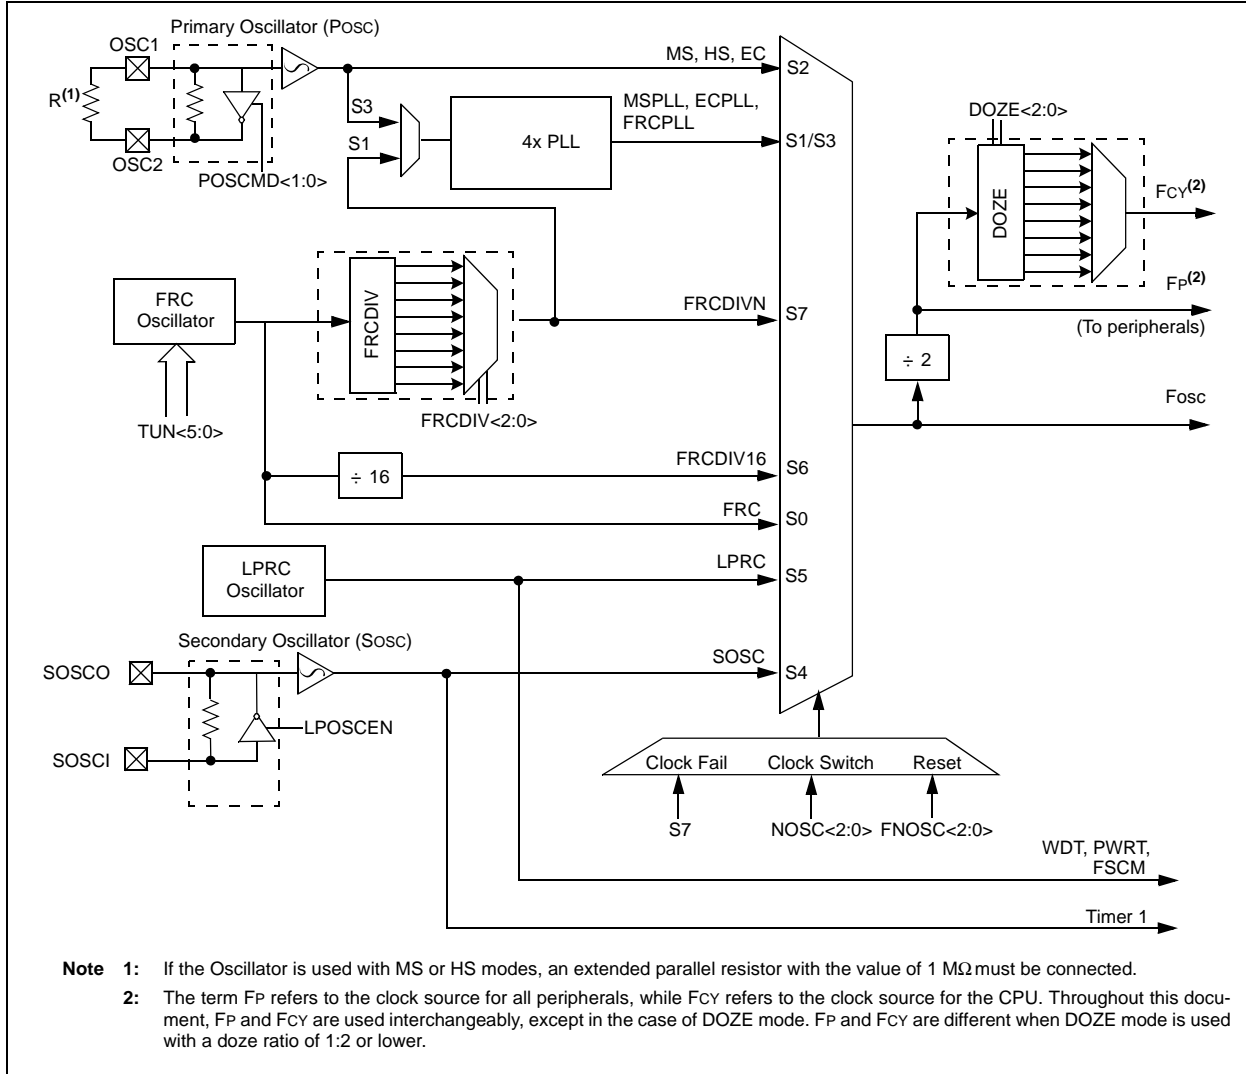 Primary Oscillator (POSC)
OSC1
MS, HS, EC
S2
R(1)
S3
MSPLL, ECPLL,
FRCPLL
DOZE<2:0>
S1
4x PLL
S1/S3
OSC2
POSCMD<1:0>
DOZE
FCY(2)
FRC
Oscillator
FRCDIV
FRCDIVN
S7
FP(2)
(To peripherals)
÷ 2
TUN<5:0>
FRCDIV<2:0>
Fosc
÷ 16
FRCDIV16
S6
FRC
S0
LPRC
Oscillator
LPRC
S5
Secondary Oscillator (SOSC)
SOSCO
SOSC
S4
LPOSCEN
SOSCI
Clock Fail
Clock Switch
Reset
S7
NOSC<2:0>
FNOSC<2:0>
WDT, PWRT,
FSCM
Timer 1
Note 1: If the Oscillator is used with MS or HS modes, an extended parallel resistor with the value of 1 MΩ must be connected.
2: The term FP refers to the clock source for all peripherals, while FCY refers to the clock source for the CPU. Throughout this docu-
ment, FP and FCY are used interchangeably, except in the case of DOZE mode. FP and FCY are different when DOZE mode is used
with a doze ratio of 1:2 or lower.